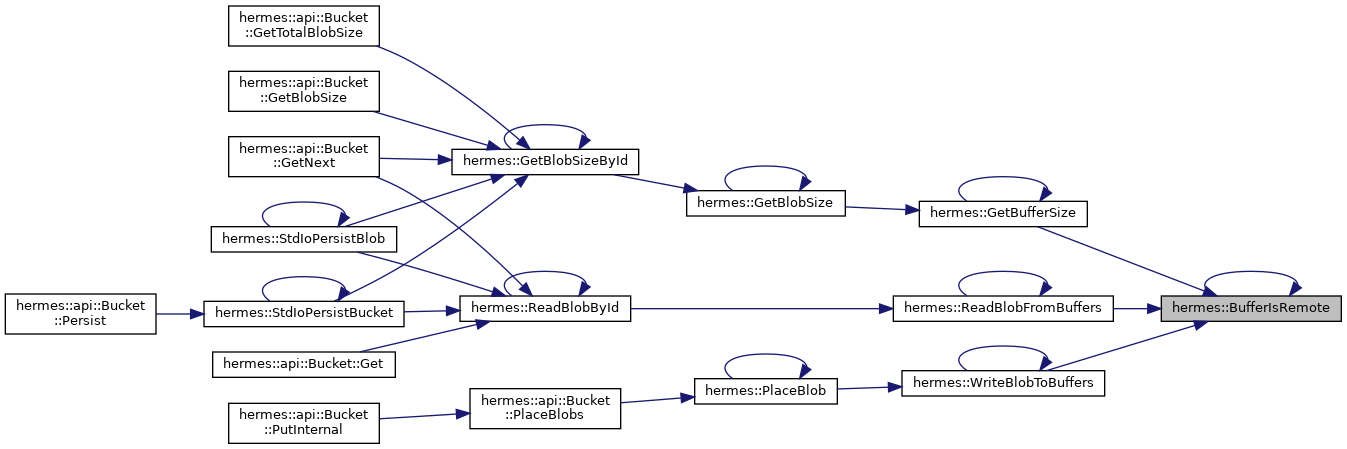 hermes::api::Bucket
::GetTotalBlobSize
hermes::api::Bucket
::GetBlobSize
hermes::api::Bucket
::GetNext
hermes::GetBlobSizeById
hermes::GetBlobSize
hermes::GetBufferSize
hermes::StdIoPersistBlob
hermes::api::Bucket
::Persist
hermes::StdIoPersistBucket
hermes::ReadBlobById
hermes::ReadBlobFromBuffers
hermes::BufferIsRemote
hermes::api::Bucket::Get
hermes::PlaceBlob
hermes::WriteBlobToBuffers
hermes::api::Bucket
::PlaceBlobs
hermes::api::Bucket
::PutInternal